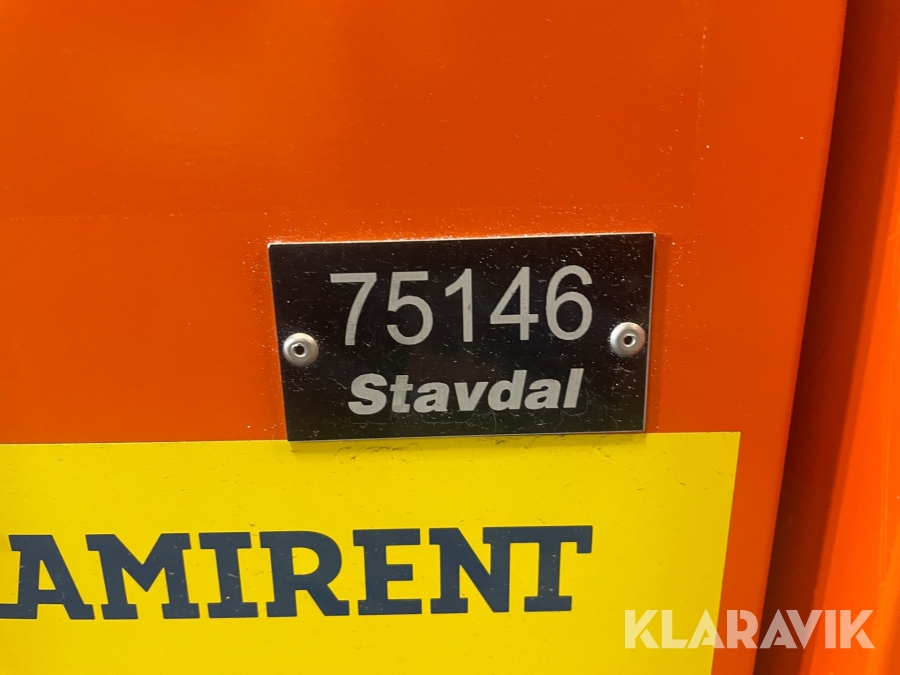 75146
Stavdal
AMIRENT
KLARAVIK